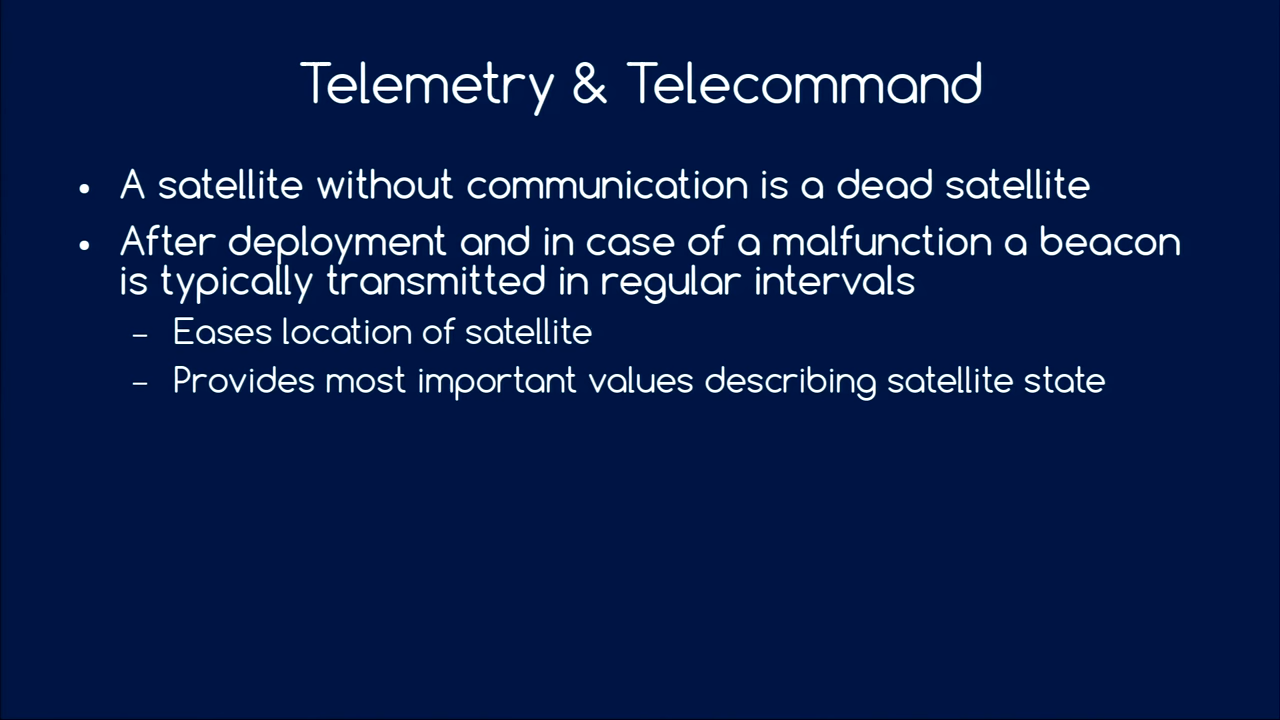 Telemetry & Telecommand
• A satellite without communication is a dead satellite
• After deployment and in case of a malfunction a beacon
is typically transmitted in regular intervals
– Eases location of satellite
– Provides most important values describing satellite state